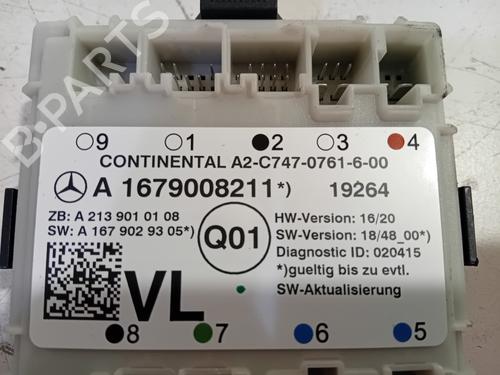 B-PARTS
9 1 2 3 4
CONTINENTAL A2-C747-0761-6-00
A 1679008211*) 19264
ZB: A 213 901 01 08
SW: A 167 902 93 05*)
Q01
HW-Version: 16/20
SW-Version: 18/48_00*)
Diagnostic ID: 020415
*)gueltig bis zu evtl.
SW-Aktualisierung
VL
8 7 6 5